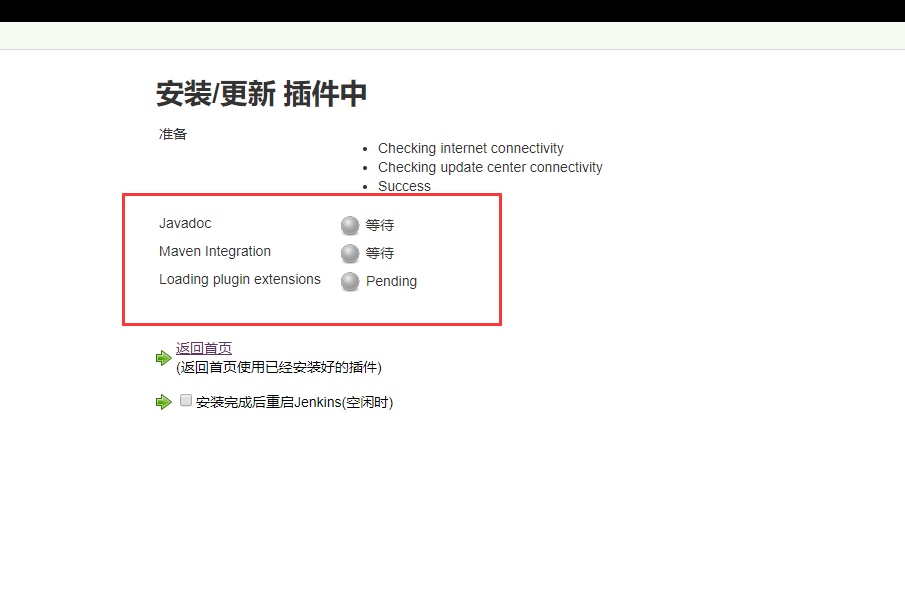 安装/更新 插件中
准备
Checking internet connectivity
Checking update center connectivity
Success
Javadoc 等待
Maven Integration 等待
Loading plugin extensions Pending
返回首页
(返回首页使用已经安装好的插件)
安装完成后重启Jenkins(空闲时)